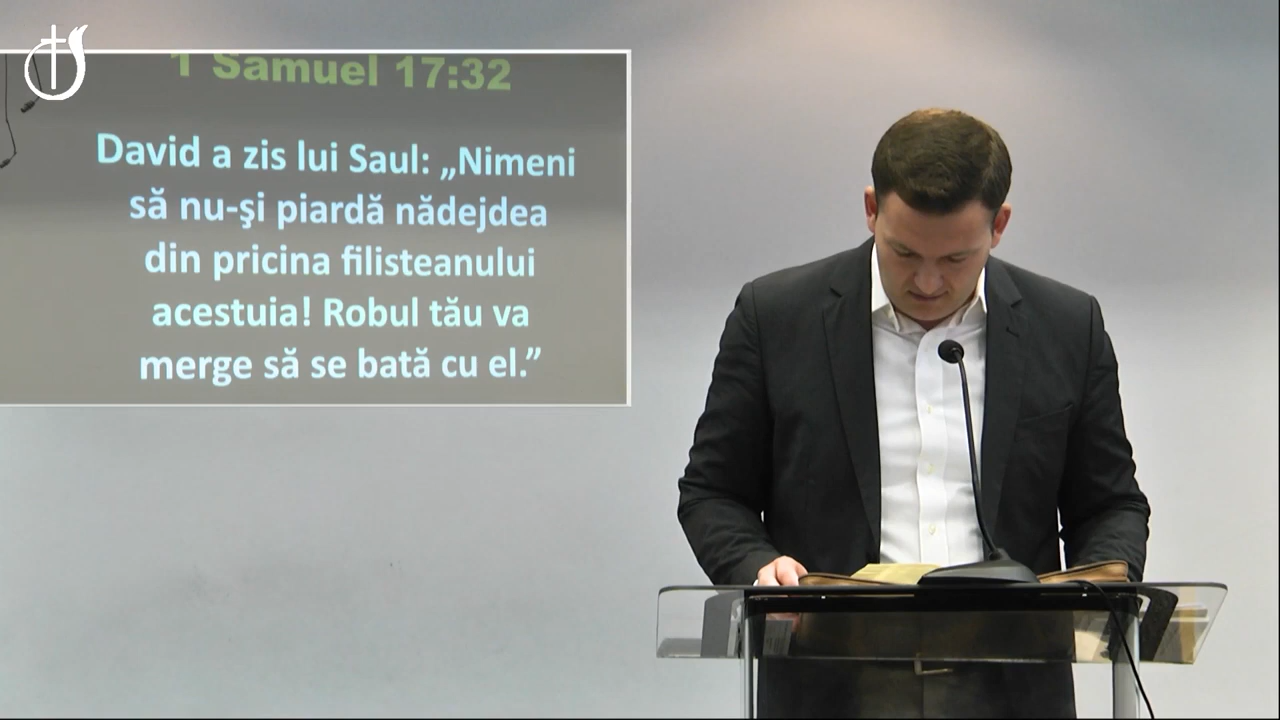 1 Samuel 17:32
David a zis lui Saul: „Nimeni
să nu-şi piardă nădejdea
din pricina filisteanului
acestuia! Robul tău va
merge să se bată cu el.”